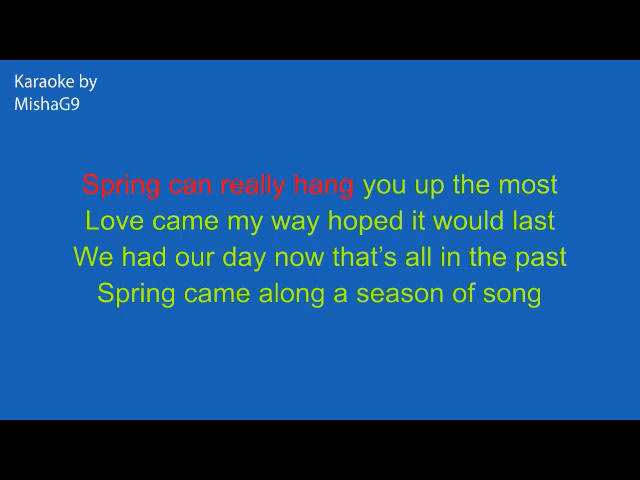 Karaoke by
MishaG9
Spring can really hang you up the most
Love came my way hoped it would last
We had our day now that’s all in the past
Spring came along a season of song